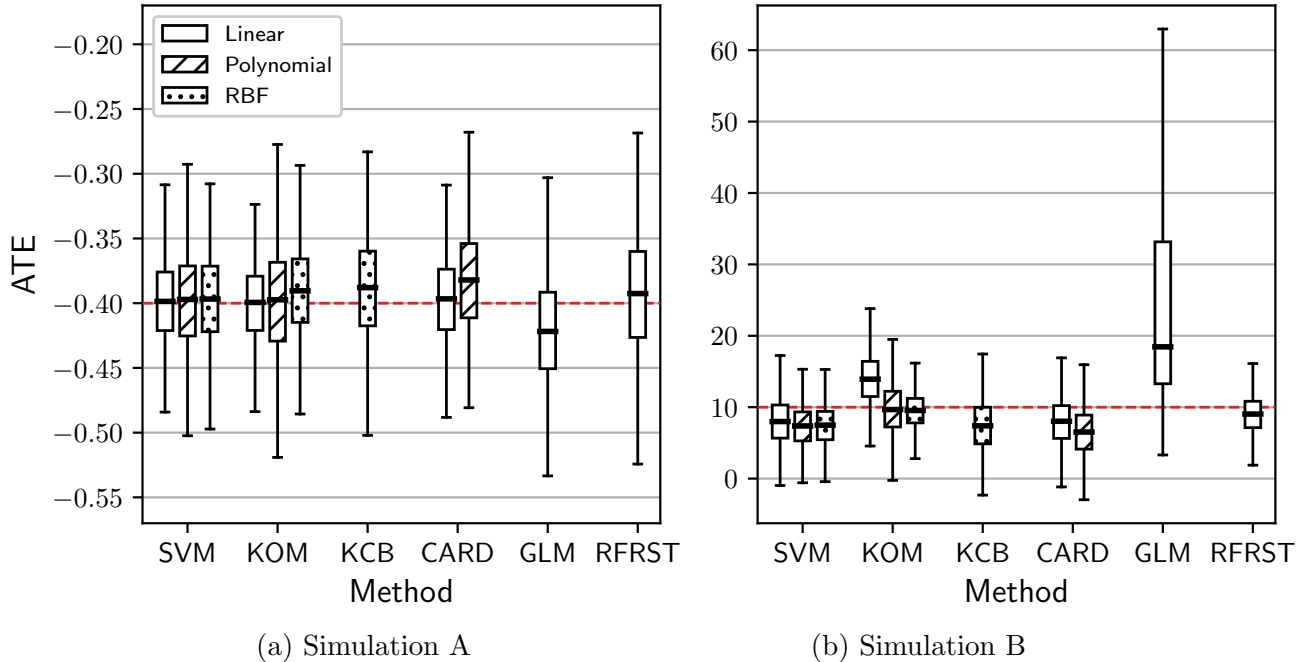 −0.20
−0.25
−0.30
−0.35
−0.40
−0.45
−0.50
−0.55
ATE
Linear
Polynomial
RBF
SVM KOM KCB CARD GLM RFRST
Method
(a) Simulation A
60
50
40
30
20
10
0
SVM KOM KCB CARD GLM RFRST
Method
(b) Simulation B